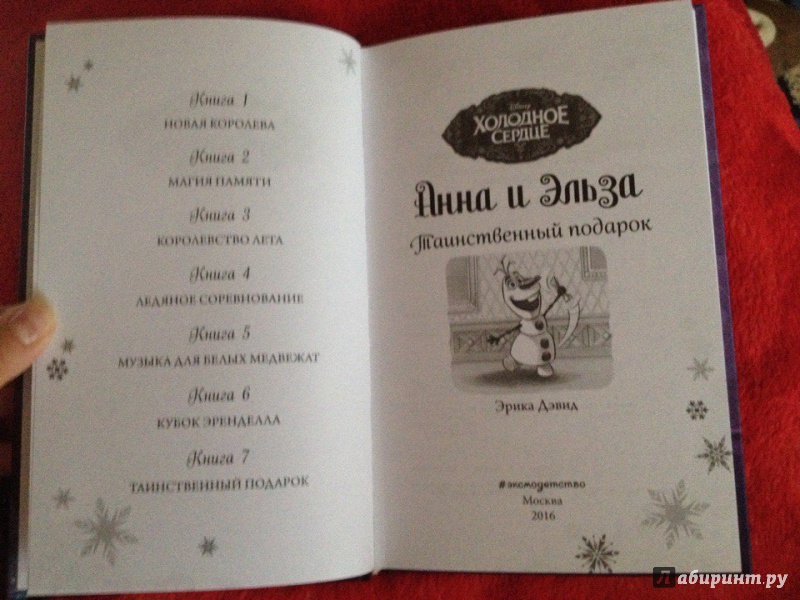 Книга 1
НОВАЯ КОРОЛЕВА
Книга 2
МАГИЯ ПАМЯТИ
Книга 3
КОРОЛЕВСТВО ЛЕТА
Книга 4
ЛЕДЯНОЕ СОРЕВНОВАНИЕ
Книга 5
МУЗЫКА ДЛЯ БЕЛЫХ МЕДВЕЖАТ
Книга 6
КУБОК ЭРЕНДЕЛЛА
Книга 7
ТАИНСТВЕННЫЙ ПОДАРОК
Disney
ХОЛОДНОЕ
СЕРДЦЕ
Анна и Эльза
Таинственный подарок
Эрика Дэвид
#эксмодетство
Москва
2016
Лабиринт.ру